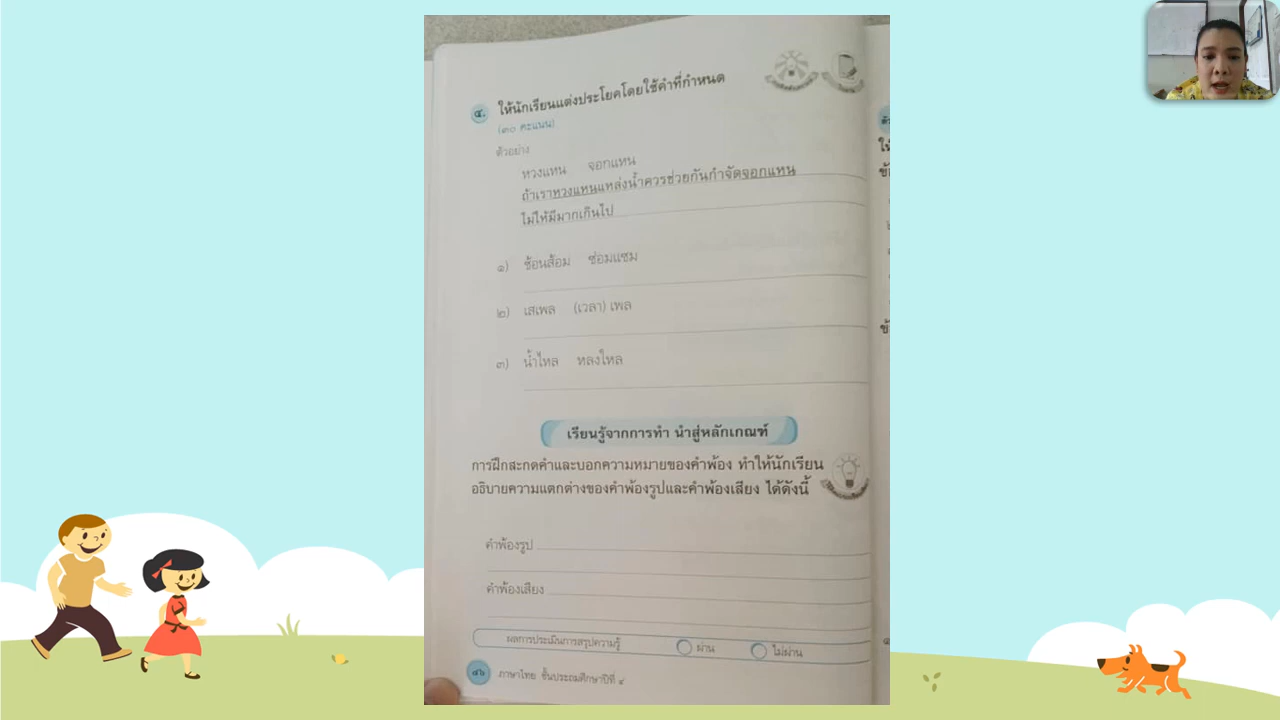 ๔. ให้นักเรียนแต่งประโยคโดยใช้คำที่กำหนด
(๓๐ คะแนน)
ตัวอย่าง
หวงแหน จอกแหน
ถ้าเราหวงแหนแหล่งน้ำควรช่วยกันกำจัดจอกแหน
ไม่ให้มีมากเกินไป
๑) ช้อนส้อม ซ่อมแซม
๒) เสเพล (เวลา) เพล
๓) น้ำไหล หลงใหล
เรียนรู้จากการทำ นำสู่หลักเกณฑ์
การฝึกสะกดคำและบอกความหมายของคำพ้อง ทำให้นักเรียน
อธิบายความแตกต่างของคำพ้องรูปและคำพ้องเสียง ได้ดังนี้
คำพ้องรูป
คำพ้องเสียง
ผลการประเมินการสรุปความรู้ ผ่าน ไม่ผ่าน
ภาษาไทย ชั้นประถมศึกษาปีที่ ๔